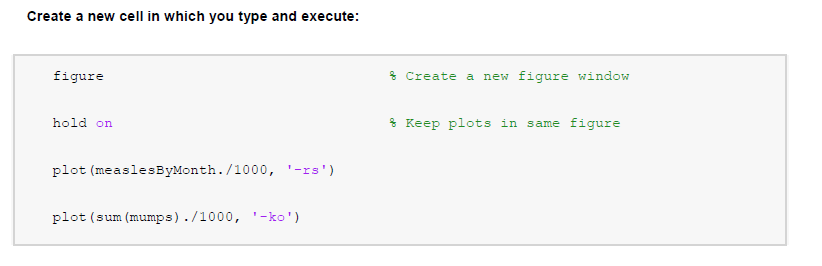 Create a new cell in which you type and execute:
figure % Create a new figure window
hold on % Keep plots in same figure
plot(measlesByMonth./1000, '-rs')
plot(sum(mumps)./1000, '-ko')